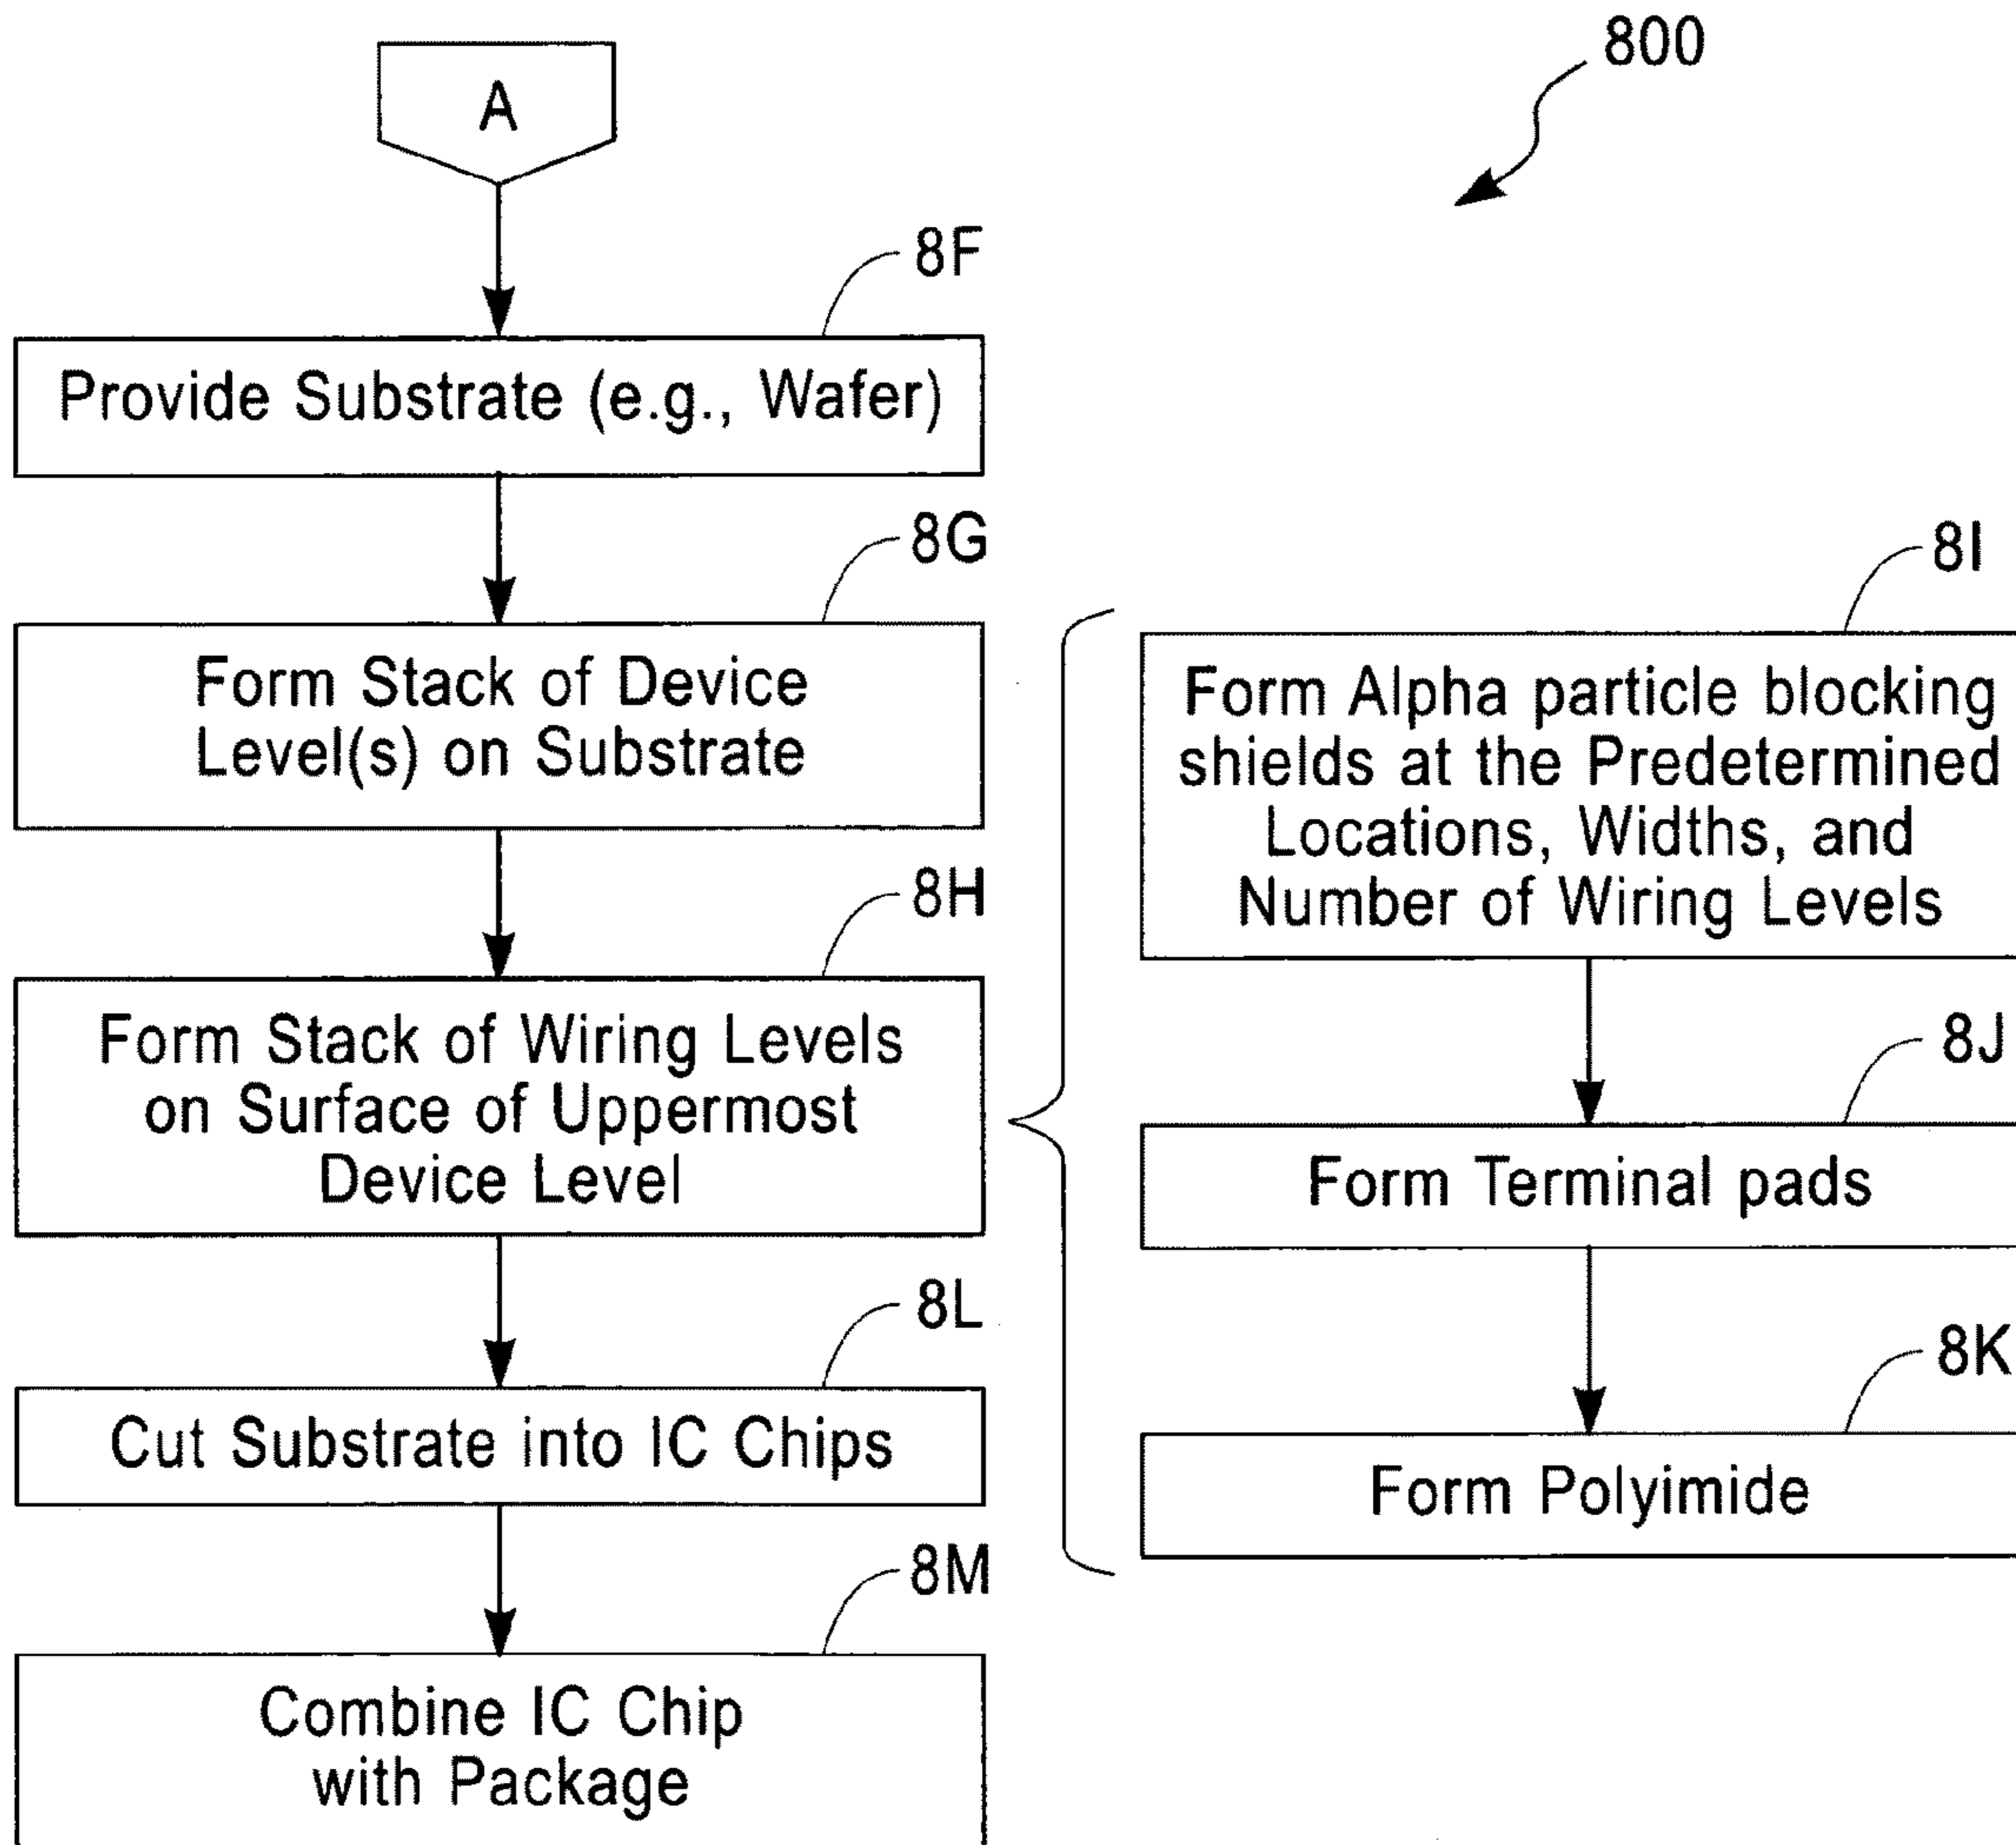 800
A
8F
Provide Substrate (e.g., Wafer)
8G
Form Stack of Device
Level(s) on Substrate
8H
Form Stack of Wiring Levels
on Surface of Uppermost
Device Level
8I
Form Alpha particle blocking
shields at the Predetermined
Locations, Widths, and
Number of Wiring Levels
8J
Form Terminal pads
8K
Form Polyimide
8L
Cut Substrate into IC Chips
8M
Combine IC Chip
with Package